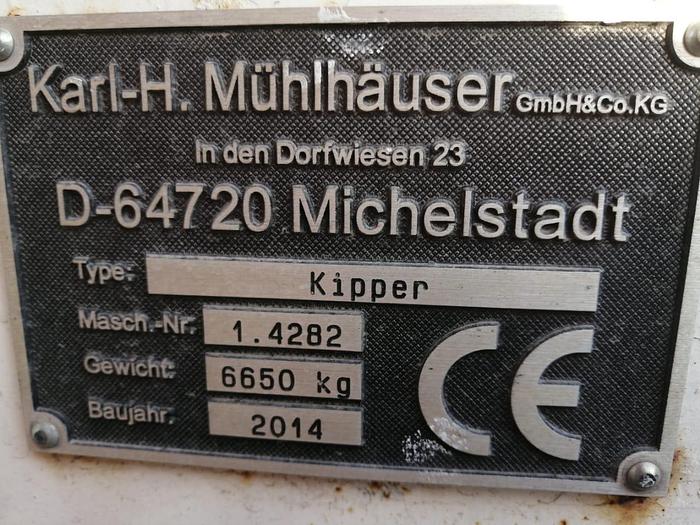 Karl-H. Mühlhäuser GmbH&Co.KG
In den Dorfwiesen 23
D-64720 Michelstadt
Type: Kipper
Masch.-Nr. 1.4282
Gewicht: 6650 kg
Baujahr: 2014
CE